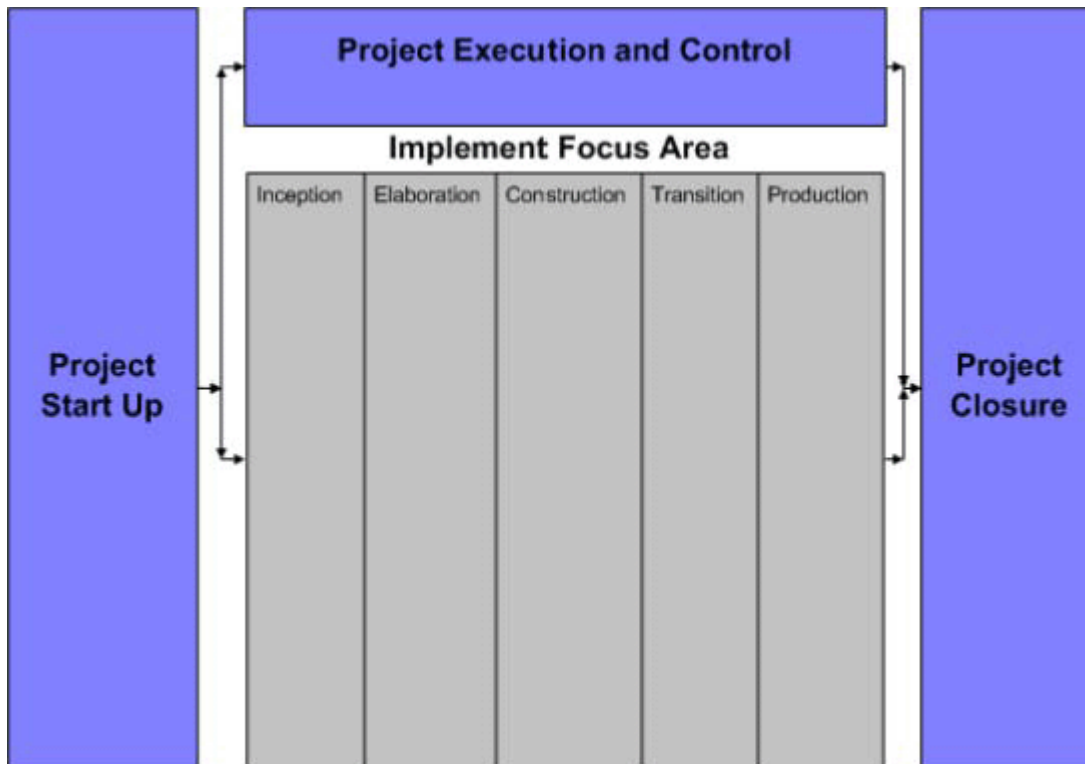 Project Execution and Control
Implement Focus Area
Inception
Elaboration
Construction
Transition
Production
Project
Start Up
Project
Closure